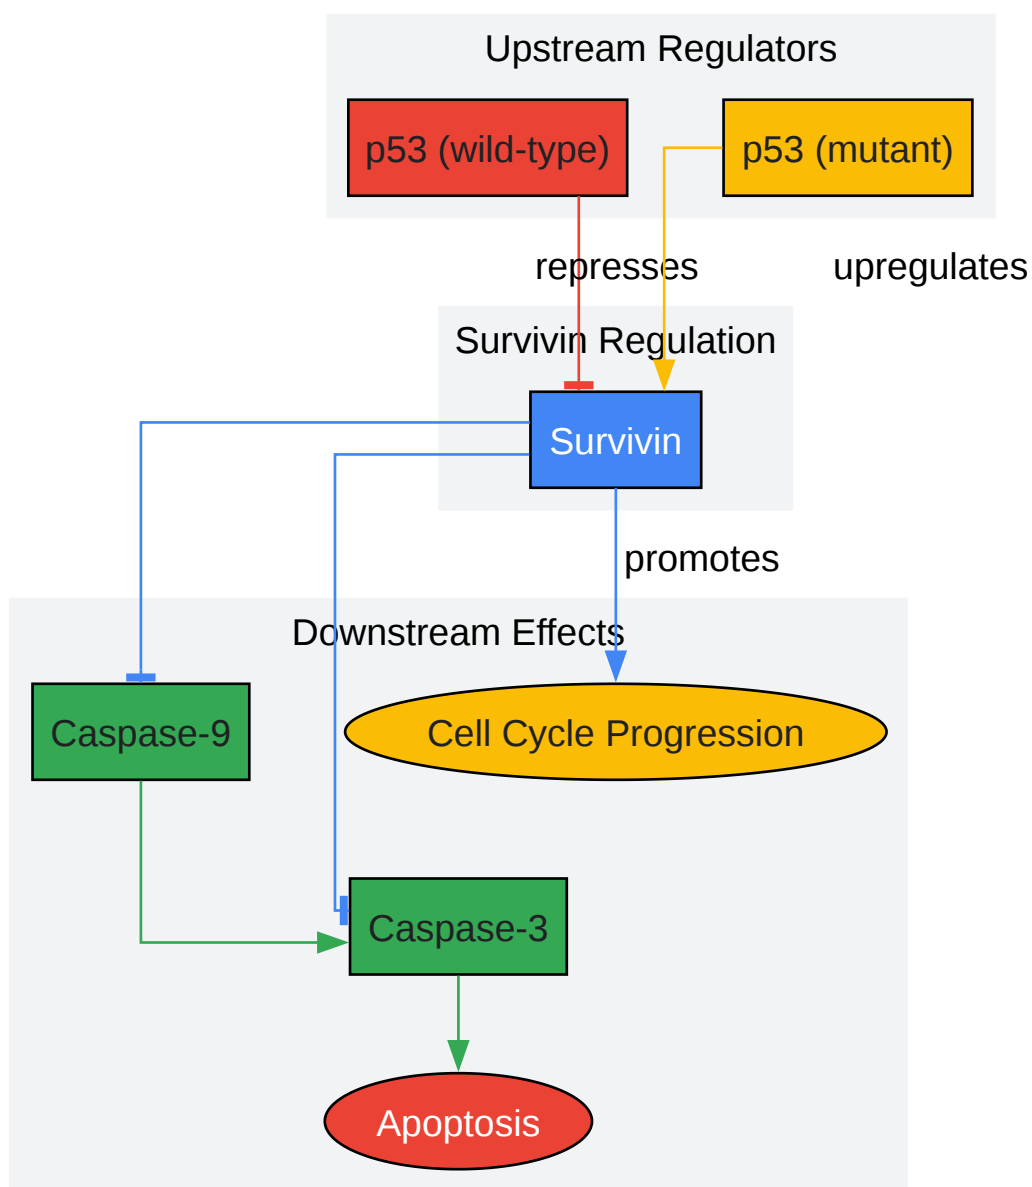 Upstream Regulators
p53 (wild-type)
p53 (mutant)
represses
upregulates
Survivin Regulation
Survivin
promotes
Downstream Effects
Caspase-9
Cell Cycle Progression
Caspase-3
Apoptosis